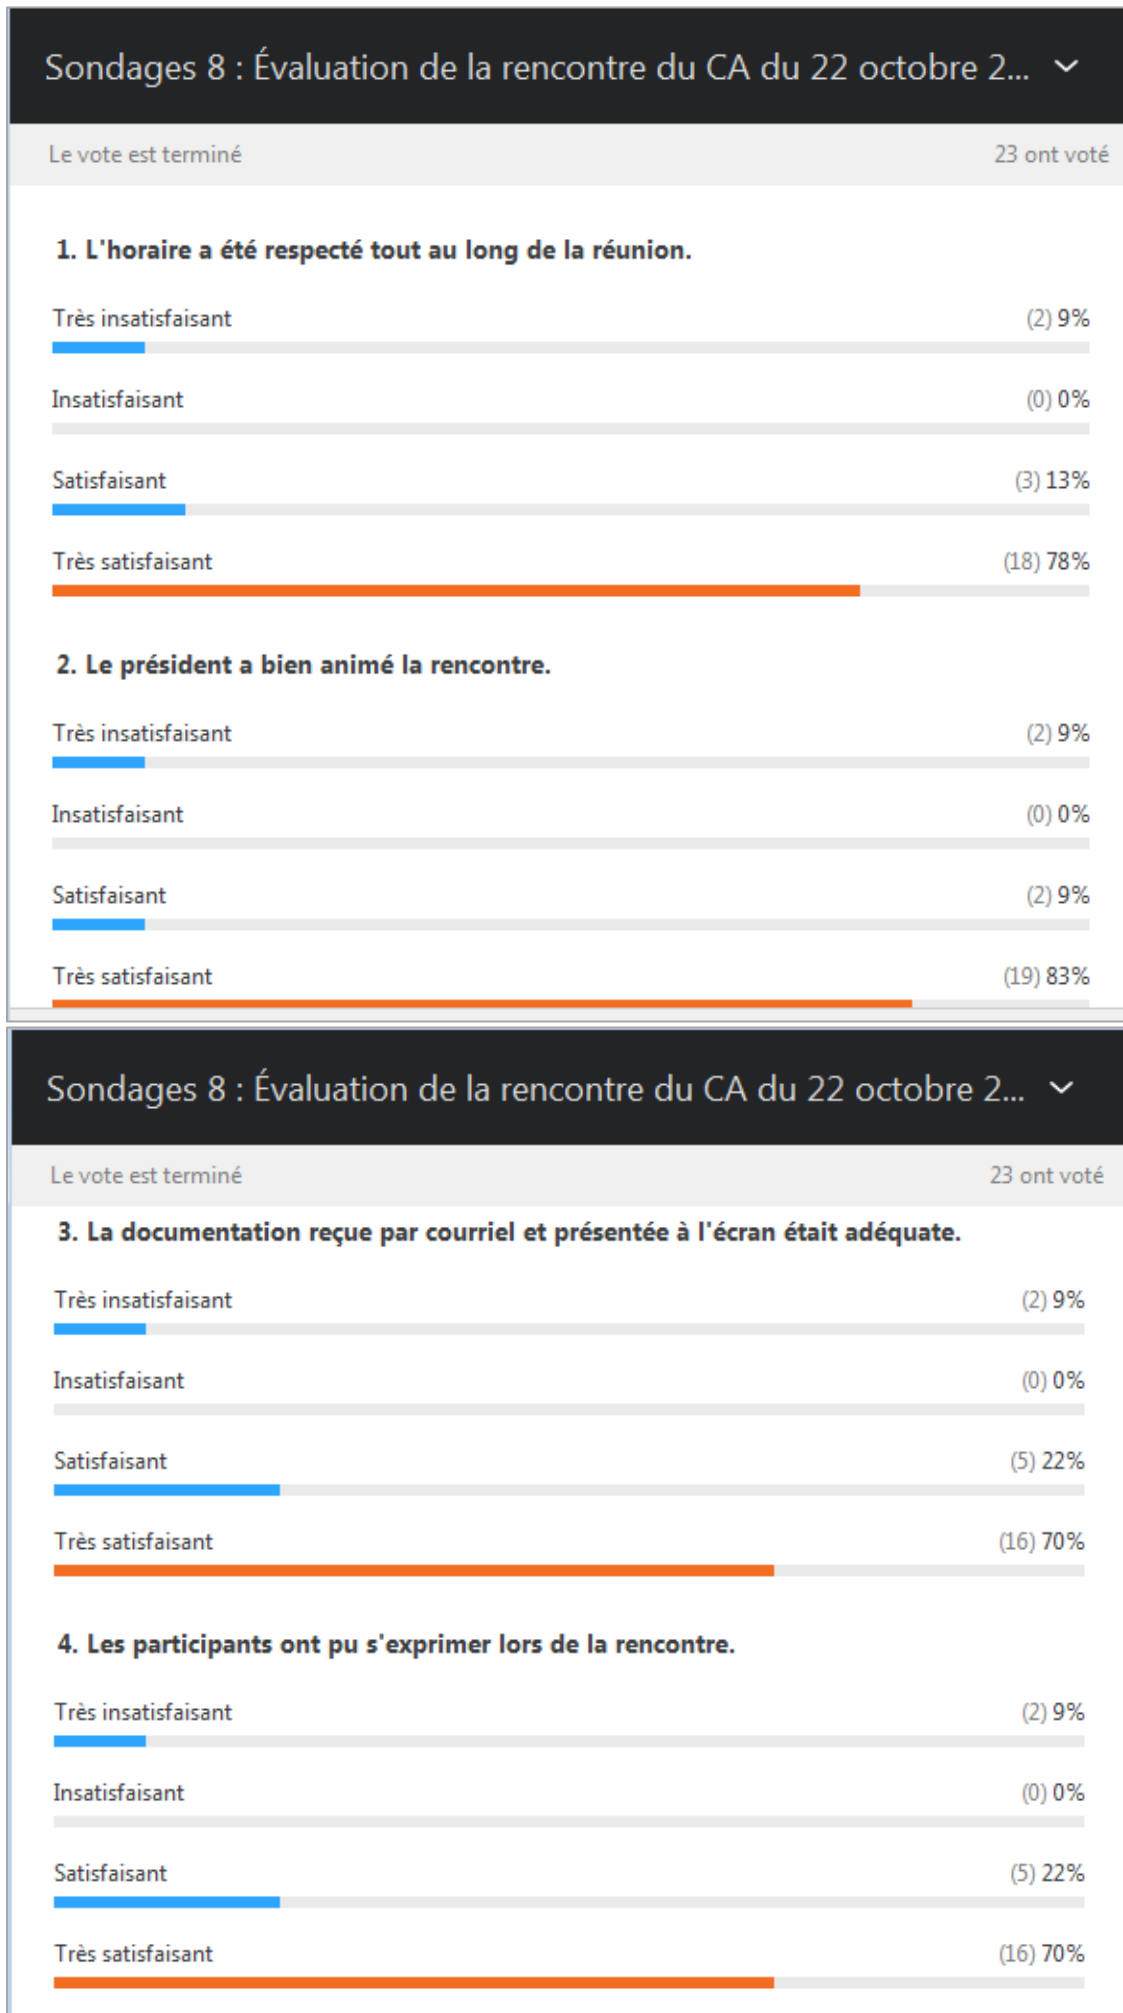 Sondages 8 : Évaluation de la rencontre du CA du 22 octobre 2...
Le vote est terminé 23 ont voté
1. L'horaire a été respecté tout au long de la réunion.
Très insatisfaisant (2) 9%
Insatisfaisant (0) 0%
Satisfaisant (3) 13%
Très satisfaisant (18) 78%
2. Le président a bien animé la rencontre.
Très insatisfaisant (2) 9%
Insatisfaisant (0) 0%
Satisfaisant (2) 9%
Très satisfaisant (19) 83%
Sondages 8 : Évaluation de la rencontre du CA du 22 octobre 2...
Le vote est terminé 23 ont voté
3. La documentation reçue par courriel et présentée à l'écran était adéquate.
Très insatisfaisant (2) 9%
Insatisfaisant (0) 0%
Satisfaisant (5) 22%
Très satisfaisant (16) 70%
4. Les participants ont pu s'exprimer lors de la rencontre.
Très insatisfaisant (2) 9%
Insatisfaisant (0) 0%
Satisfaisant (5) 22%
Très satisfaisant (16) 70%